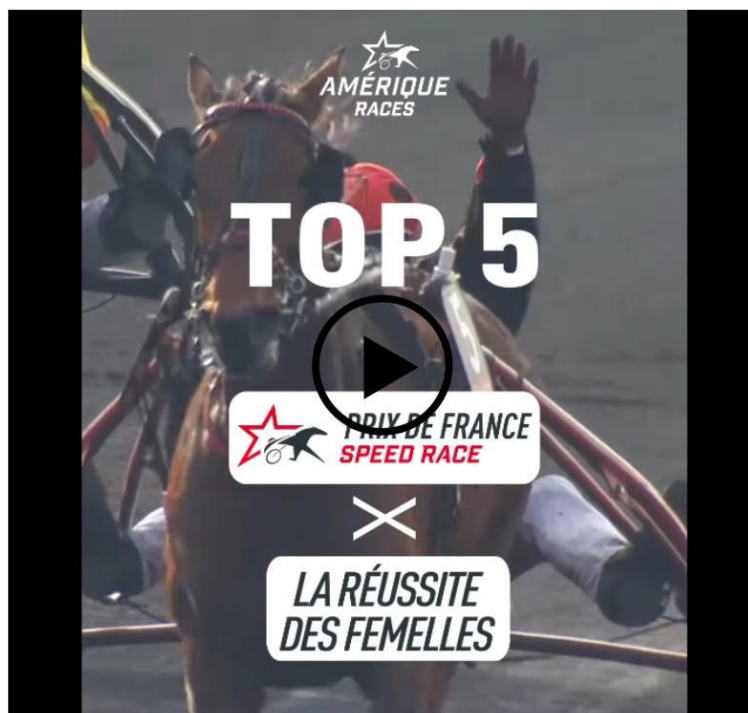 AMÉRIQUE
RACES
TOP 5
PRIX DE FRANCE
SPEED RACE
X
LA RÉUSSITE
DES FEMELLES